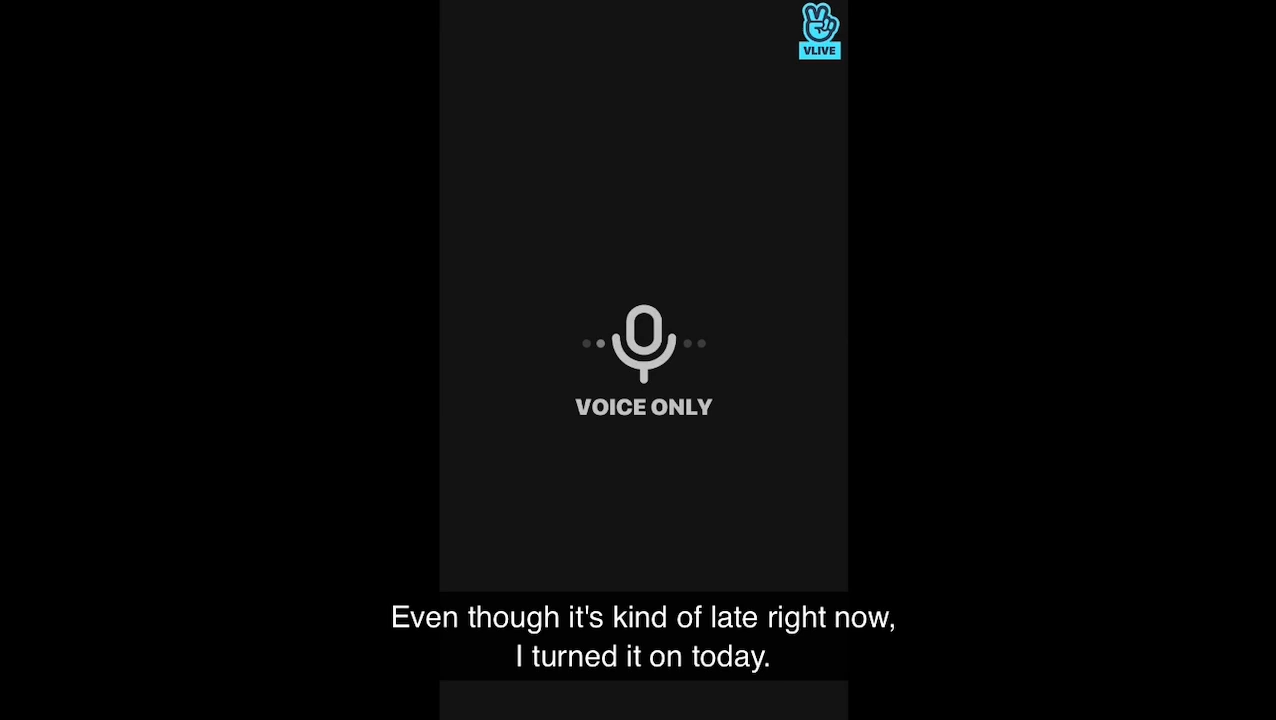 VLIVE
VOICE ONLY
Even though it's kind of late right now,
I turned it on today.